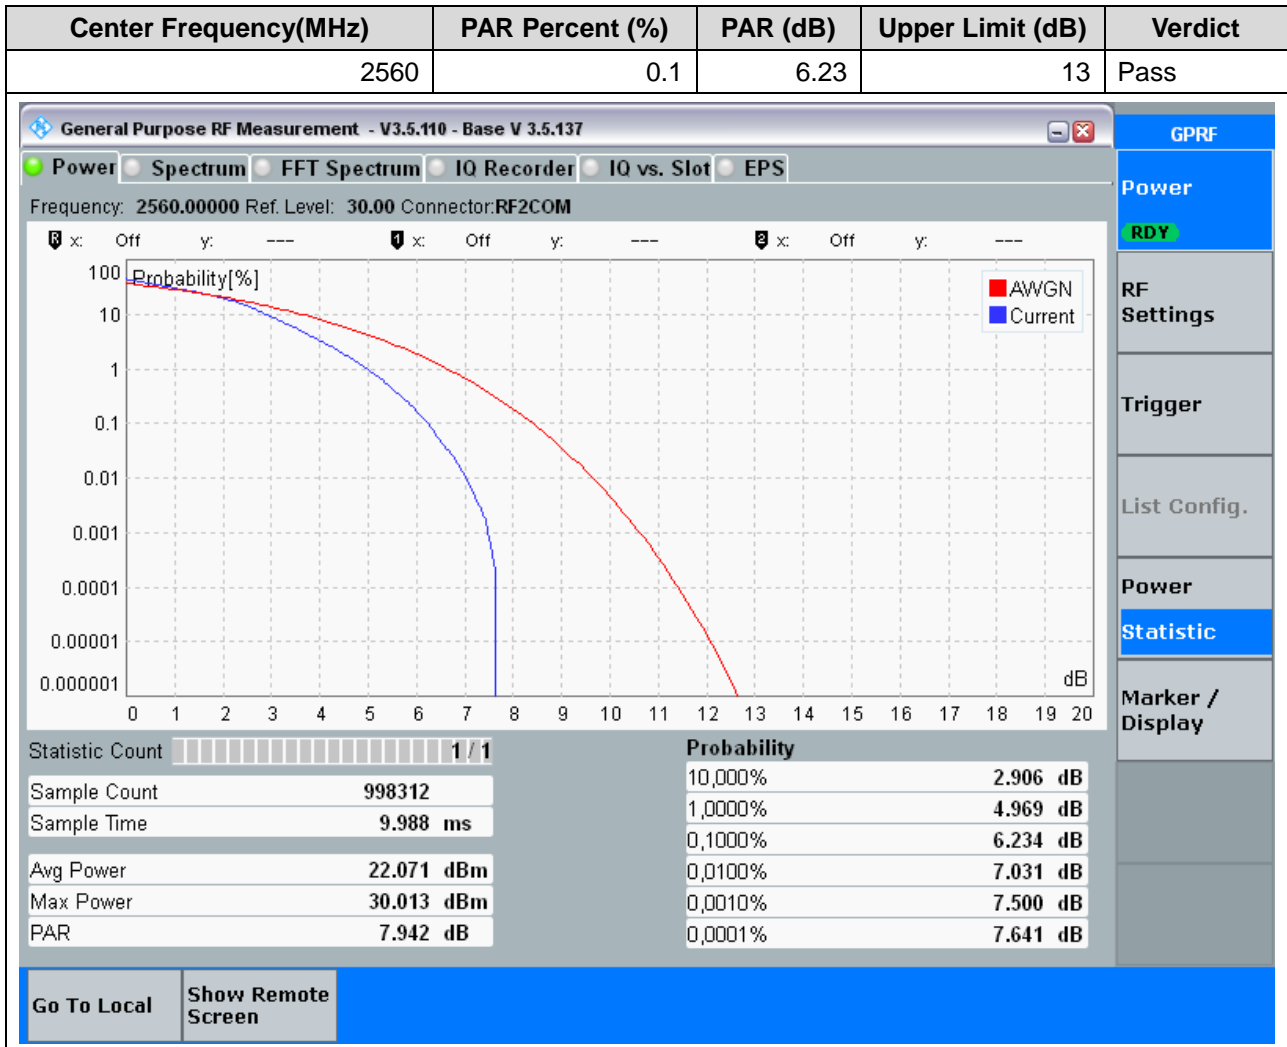 Center Frequency(MHz) PAR Percent (%) PAR (dB) Upper Limit (dB) Verdict
2560 0.1 6.23 13 Pass
General Purpose RF Measurement - V3.5.110 - Base V 3.5.137
GPRF
Power Spectrum FFT Spectrum IQ Recorder IQ vs. Slot EPS
Power
RDY
Frequency: 2560.00000 Ref. Level: 30.00 Connector:RF2COM
R x: Off y: --- 1 x: Off y: --- 2 x: Off y: ---
Probability[%]
AWGN
Current
100
10
1
0.1
0.01
0.001
0.0001
0.00001
0.000001
dB
0 1 2 3 4 5 6 7 8 9 10 11 12 13 14 15 16 17 18 19 20
RF
Settings
Trigger
List Config.
Power
Statistic
Marker /
Display
Statistic Count 1 / 1
Sample Count 998312
Sample Time 9.988 ms
Avg Power 22.071 dBm
Max Power 30.013 dBm
PAR 7.942 dB
Probability
10,000% 2.906 dB
1,0000% 4.969 dB
0,1000% 6.234 dB
0,0100% 7.031 dB
0,0010% 7.500 dB
0,0001% 7.641 dB
Go To Local
Show Remote
Screen